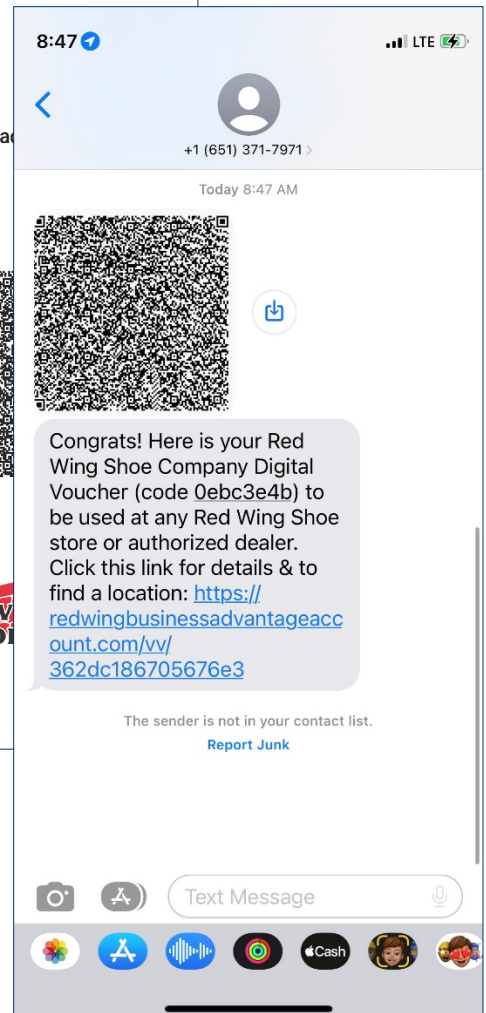 8:47
LTE
+1 (651) 371-7971
Today 8:47 AM
Congrats! Here is your Red
Wing Shoe Company Digital
Voucher (code 0ebc3e4b) to
be used at any Red Wing Shoe
store or authorized dealer.
Click this link for details & to
find a location: https://
redwingbusinessadvantageacc
ount.com/vv/
362dc186705676e3
The sender is not in your contact list.
Report Junk
Text Message
Cash